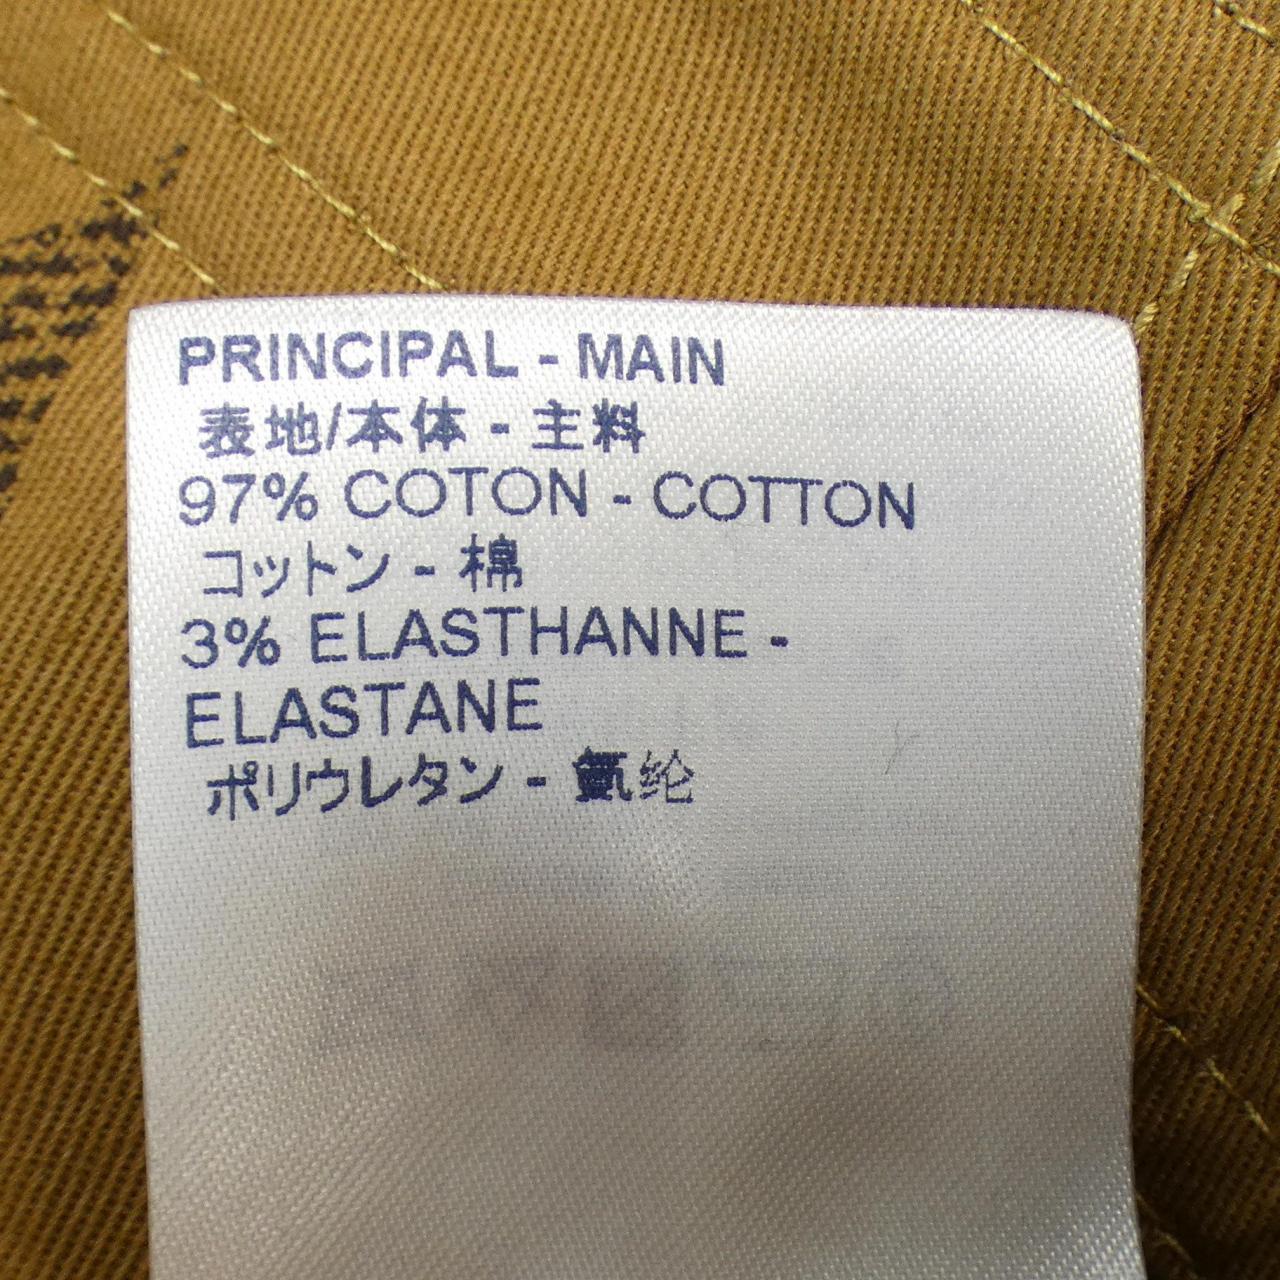 PRINCIPAL - MAIN
表地/本体 - 主料
97% COTON - COTTON
コットン - 棉
3% ELASTHANNE -
ELASTANE
ポリウレタン - 氨纶